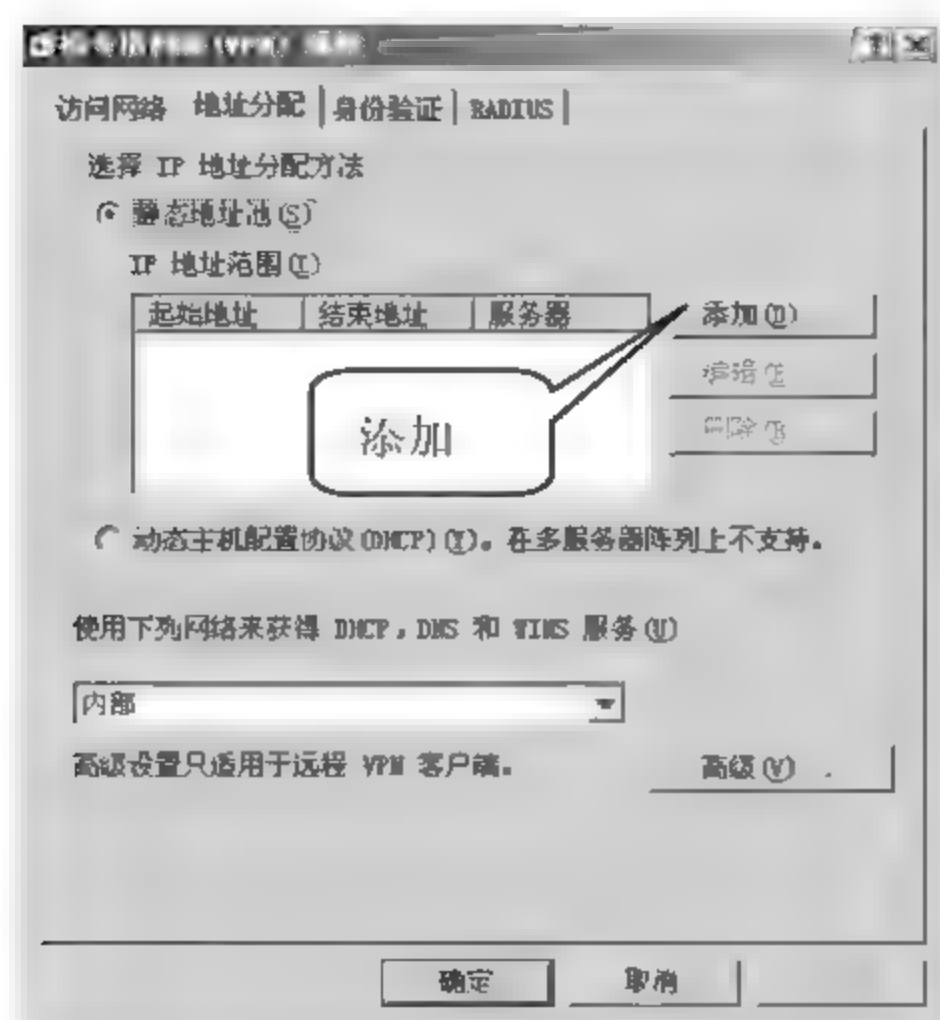 访问网络 地址分配 身份验证 RADIUS
选择 IP 地址分配方法
静态地址池(S)
IP 地址范围(I)
起始地址 结束地址 服务器
添加(D)
编辑(E
删除(R
添加
动态主机配置协议(DHCP)(Y)。在多服务器阵列上不支持。
使用下列网络来获得 DHCP，DNS 和 WINS 服务(U)
内部
高级设置只适用于远程 VPN 客户端。
高级(V)
确定 取消